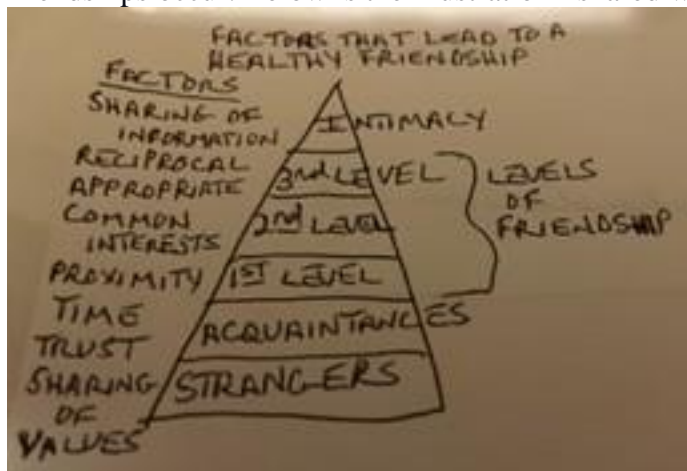 FACTORS THAT LEAD TO A
HEALTHY FRIENDSHIP
FACTORS
SHARING OF
INFORMATION
RECIPROCAL
APPROPRIATE
COMMON
INTERESTS
PROXIMITY
TIME
TRUST
SHARING
OF
VALUES
INTIMACY
3rd LEVEL
2nd LEVEL
1ST LEVEL
ACQUAINTANCES
STRANGERS
LEVELS
OF
FRIENDSHIP